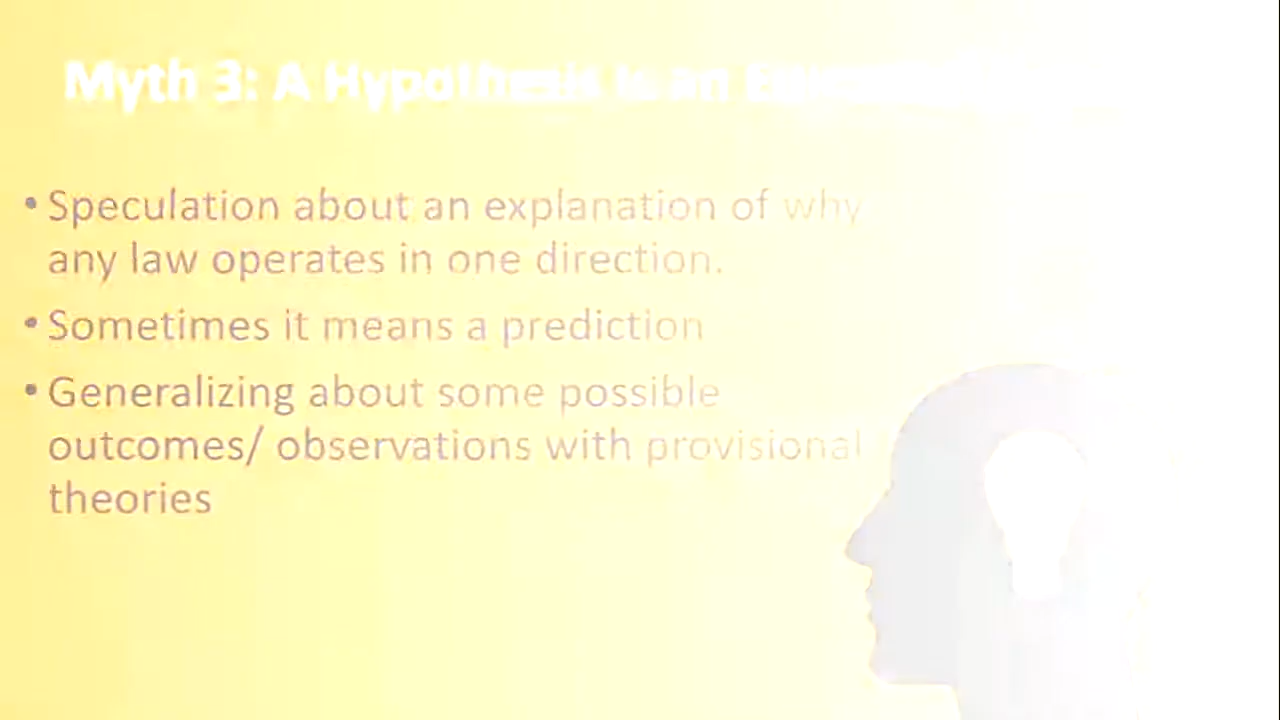 Myth 3: A Hypothesis is an
• Speculation about an explanation of why
any law operates in one direction.
• Sometimes it means a prediction
• Generalizing about some possible
outcomes/ observations with provisional
theories